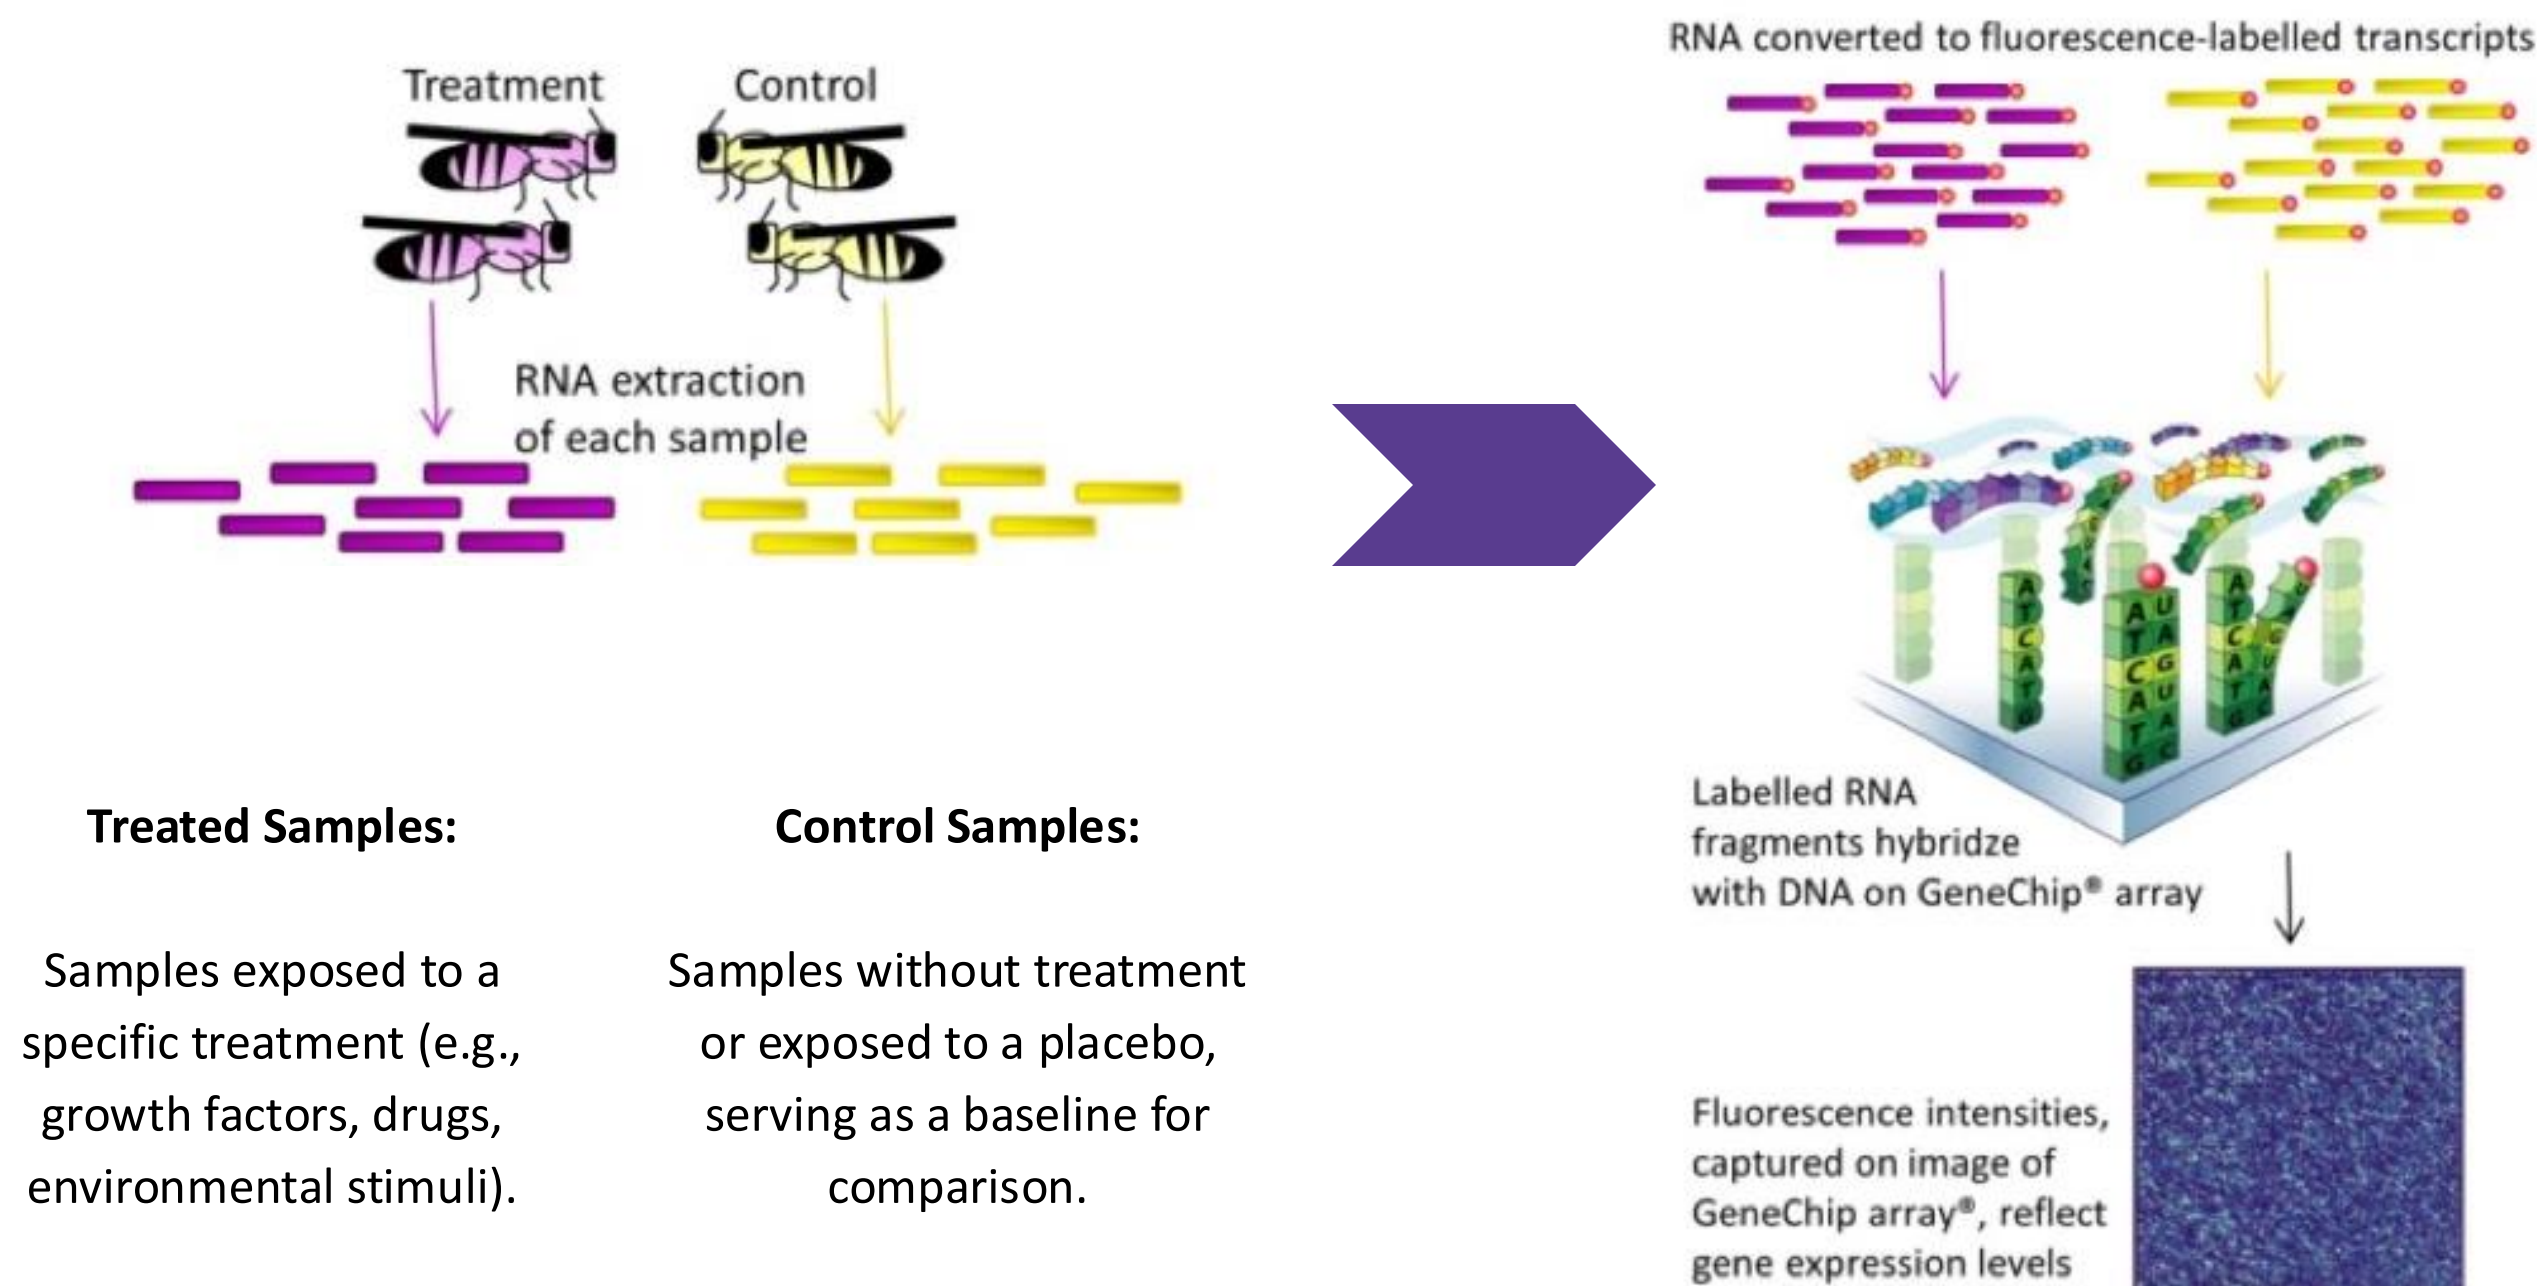 Treatment
Control
RNA extraction
of each sample
Treated Samples:
Samples exposed to a
specific treatment (e.g.,
growth factors, drugs,
environmental stimuli).
Control Samples:
Samples without treatment
or exposed to a placebo,
serving as a baseline for
comparison.
RNA converted to fluorescence-labelled transcripts
A
T
C
A
T
G
A U
T A
C G
A U
T A
G C
A
T
C G
A U
T A
G C
Labelled RNA
fragments hybridze
with DNA on GeneChip® array
Fluorescence intensities,
captured on image of
GeneChip array®, reflect
gene expression levels